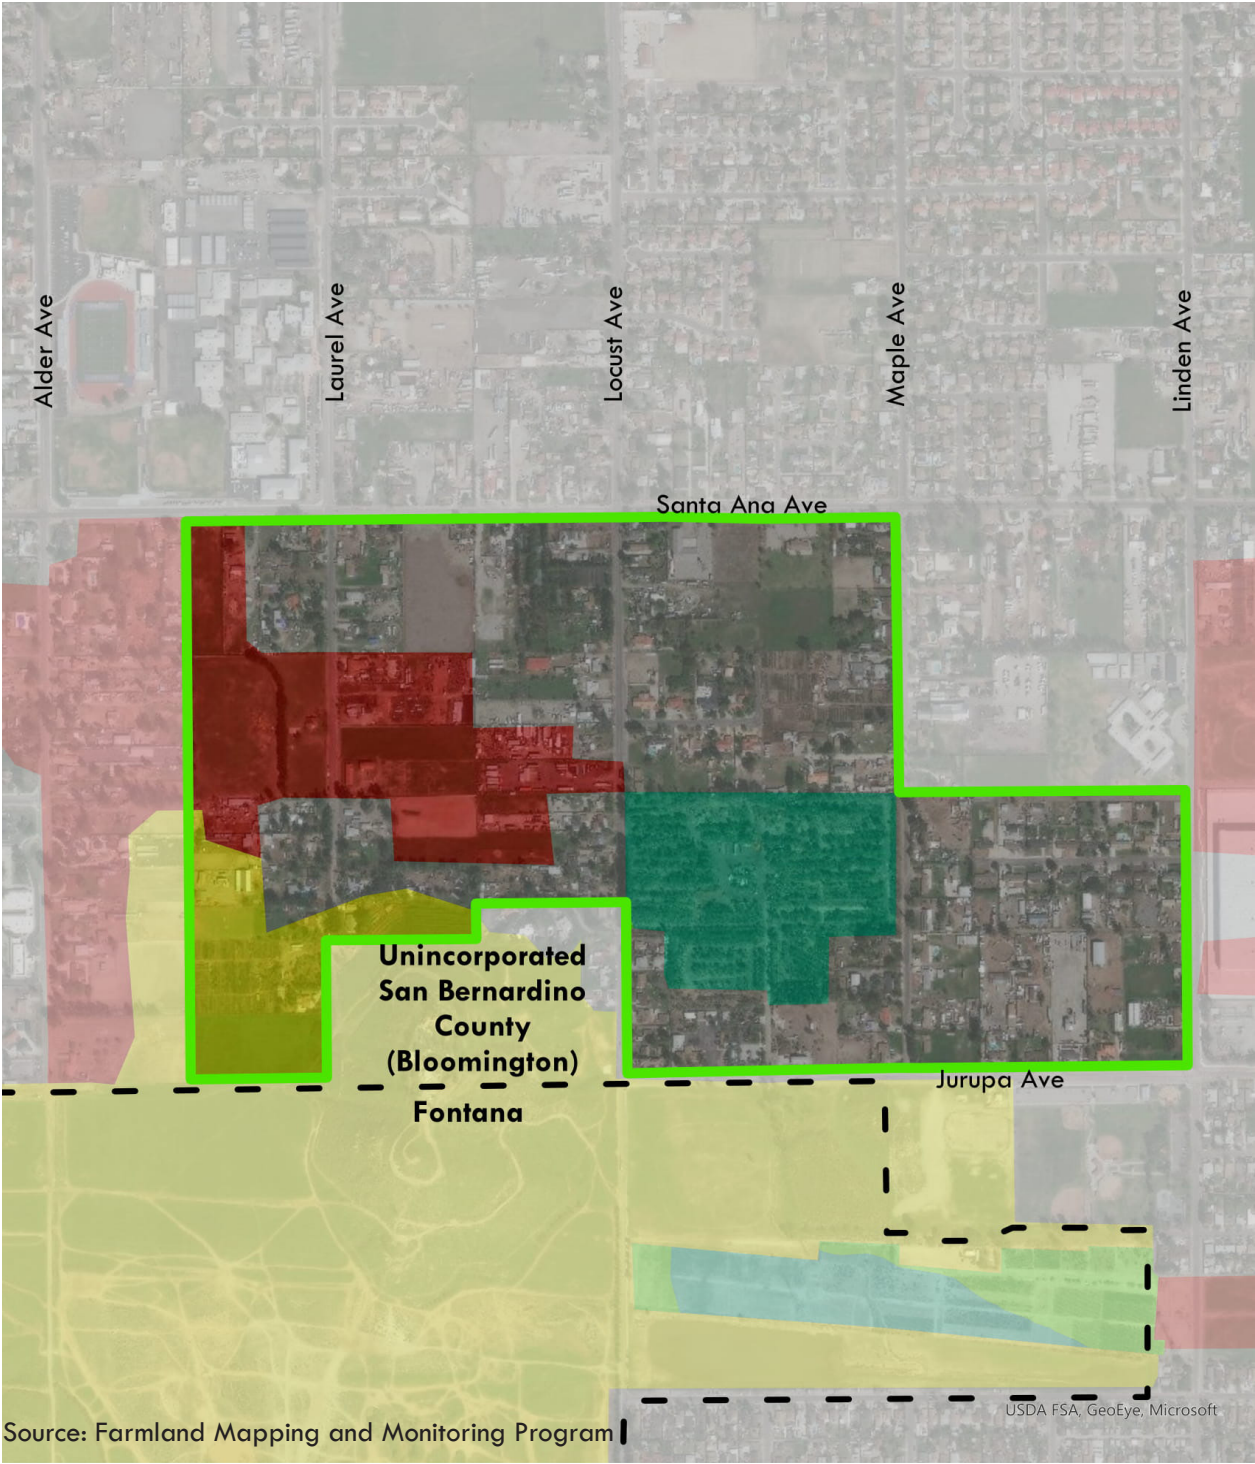 Alder Ave
Laurel Ave
Locust Ave
Maple Ave
Linden Ave
Santa Ana Ave
Unincorporated
San Bernardino
County
(Bloomington)
Jurupa Ave
Fontana
USDA FSA, GeoEye, Microsoft
Source: Farmland Mapping and Monitoring Program